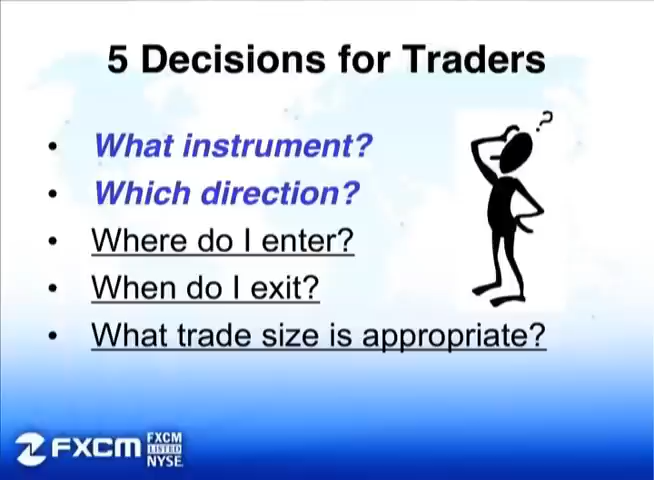 5 Decisions for Traders
• What instrument?
• Which direction?
• Where do I enter?
• When do I exit?
• What trade size is appropriate?
?
FXCM
FXCM
LISTED
NYSE